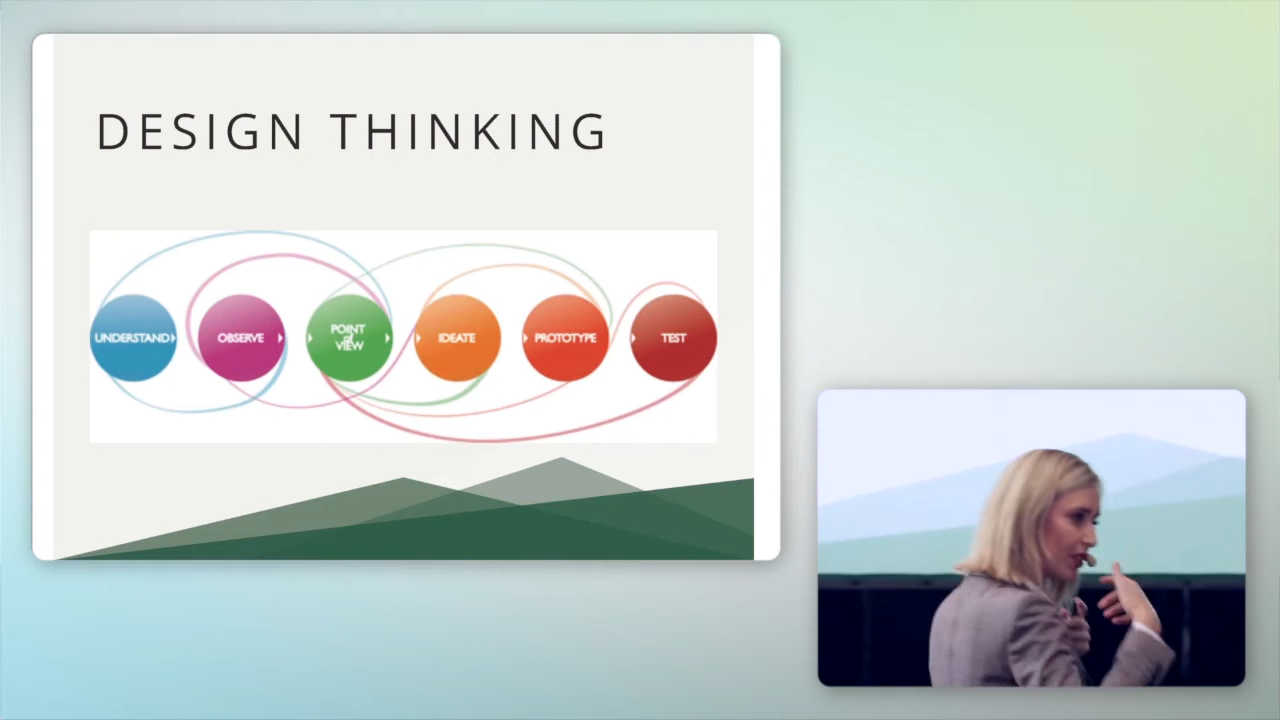 DESIGN THINKING
UNDERSTAND
OBSERVE
POINT
of
VIEW
IDEATE
PROTOTYPE
TEST